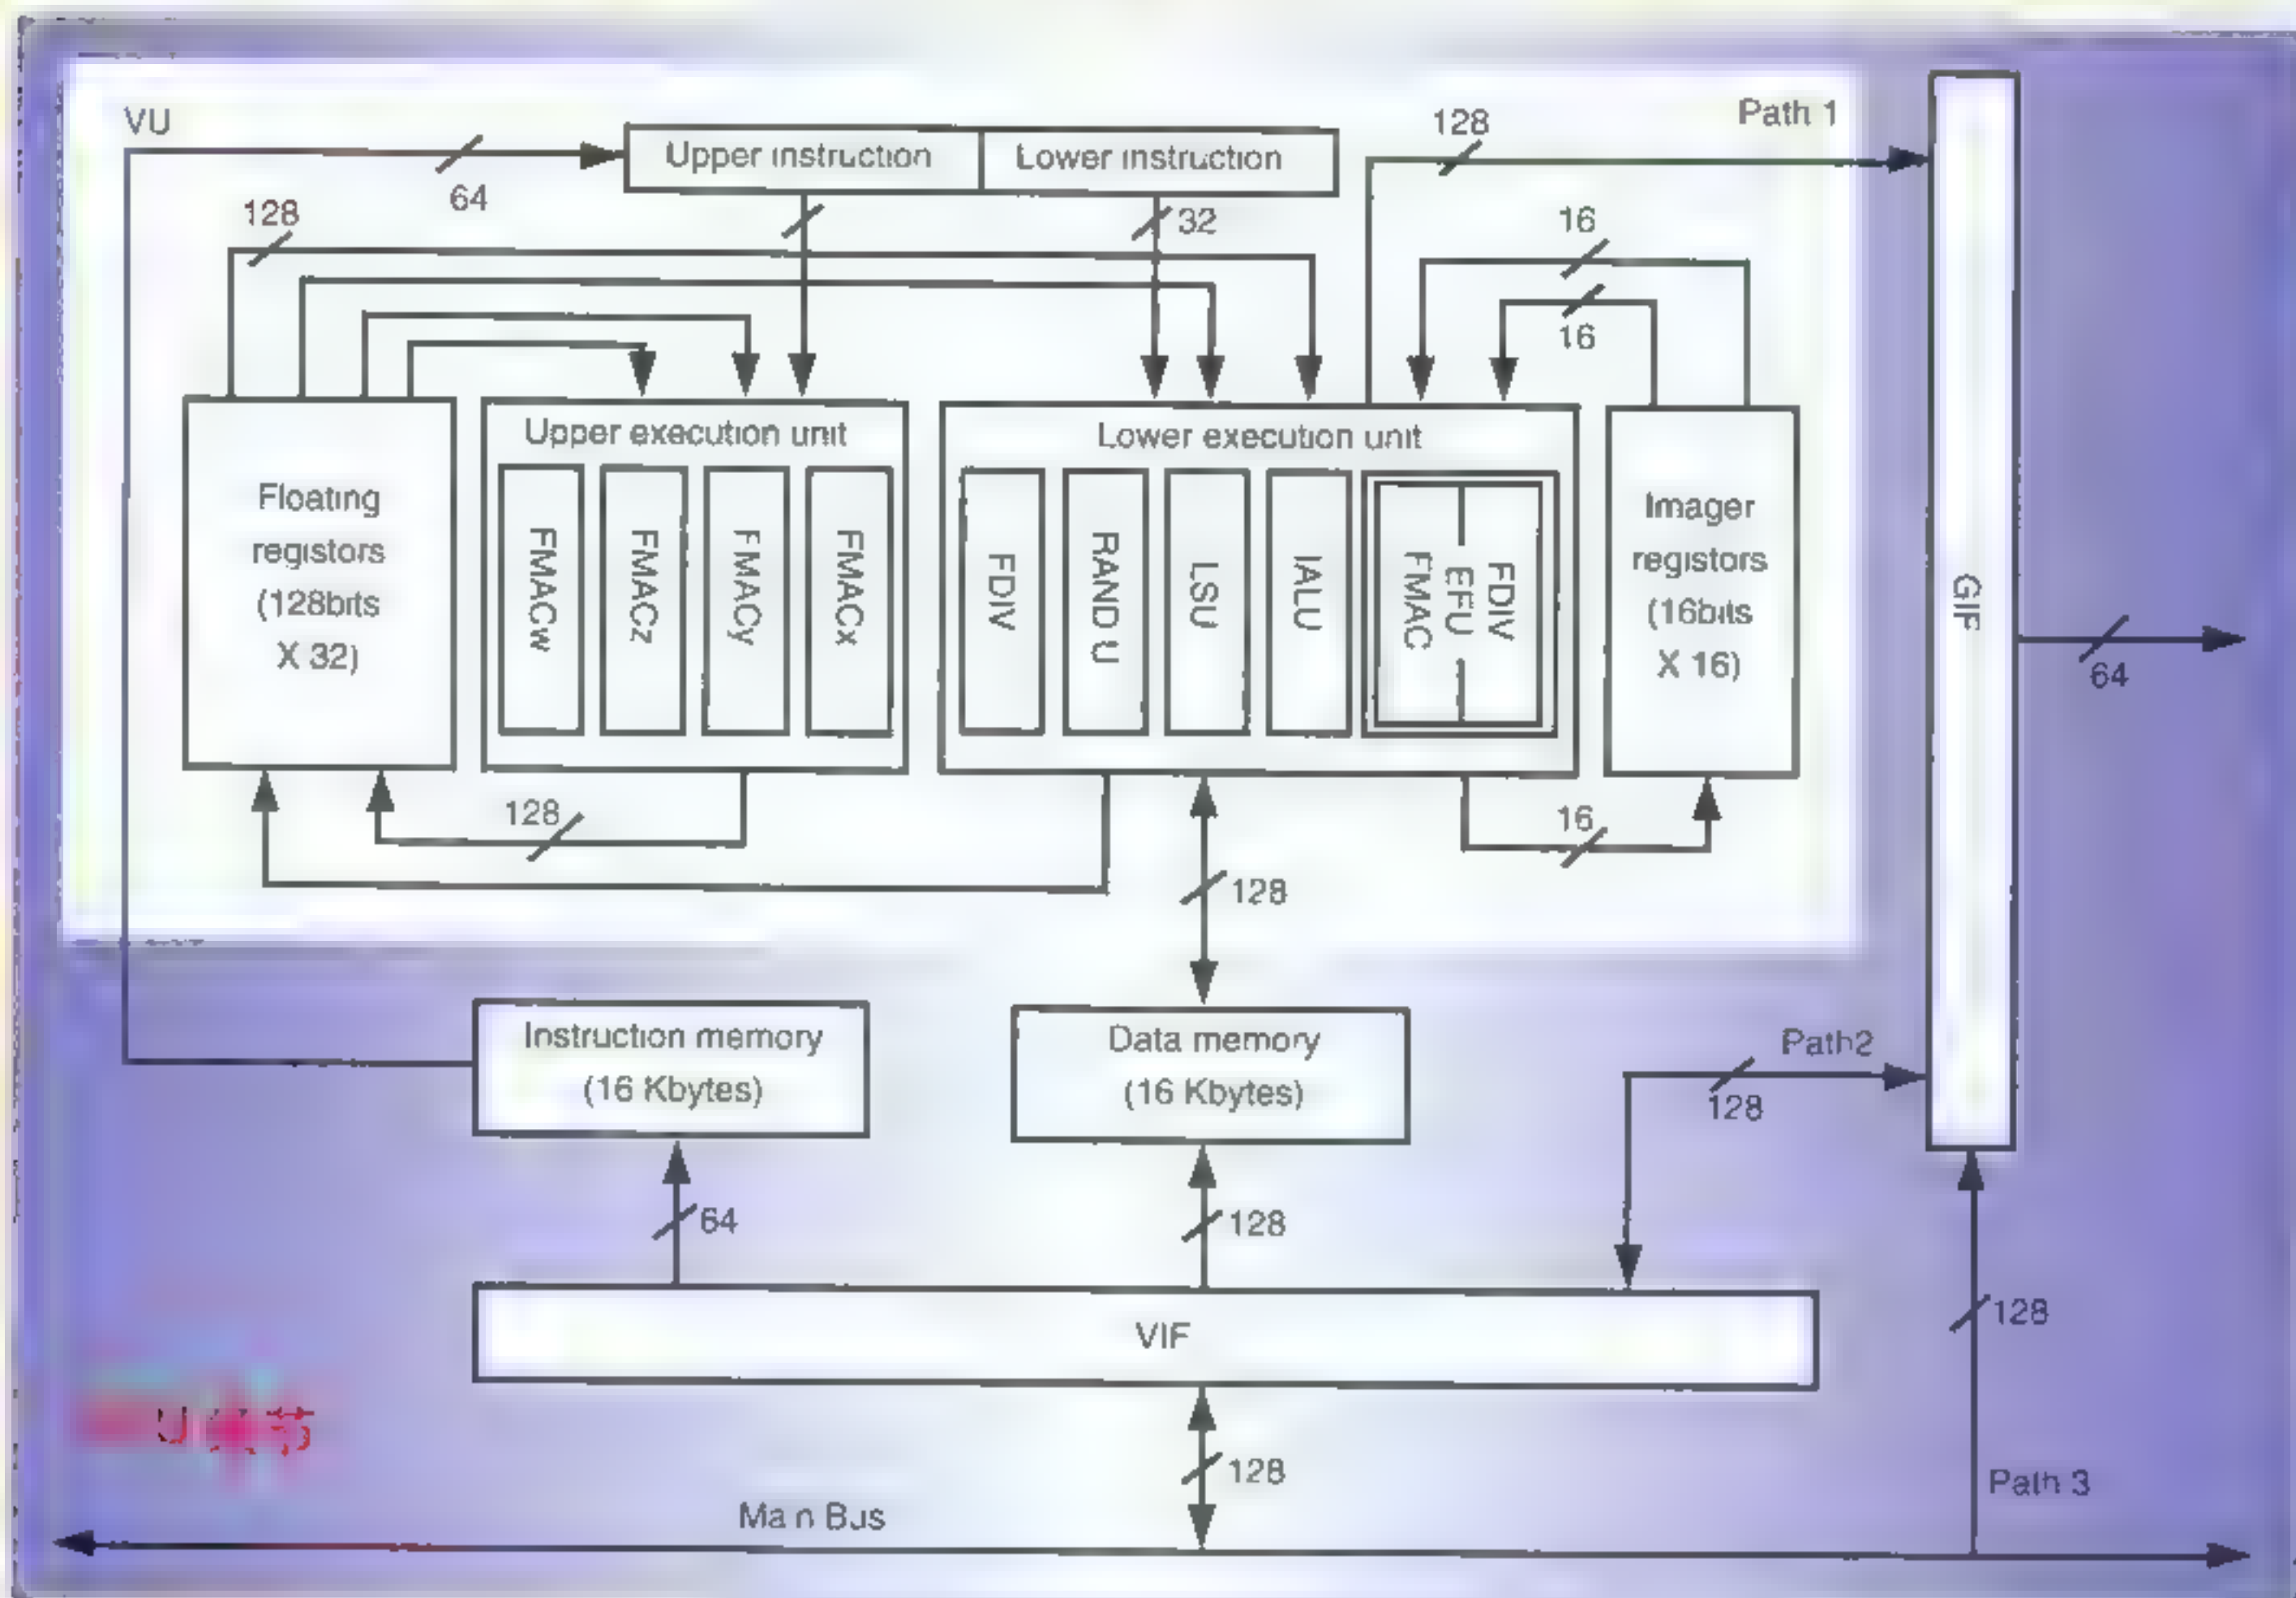 VU
Path 1
128
Upper instruction
Lower instruction
64
128
32
16
16
Upper execution unit
Lower execution unit
Floating
registors
(128bits
X 32)
FMACw
FMACz
FMACy
FMACx
FDIV
RAND U
LSU
IALU
FMAC
EFU
FDIV
Imager
registors
(16bits
X 16)
GIF
64
128
16
128
Instruction memory
(16 Kbytes)
Data memory
(16 Kbytes)
Path2
128
64
128
128
VIF
128
Path 3
Main Bus